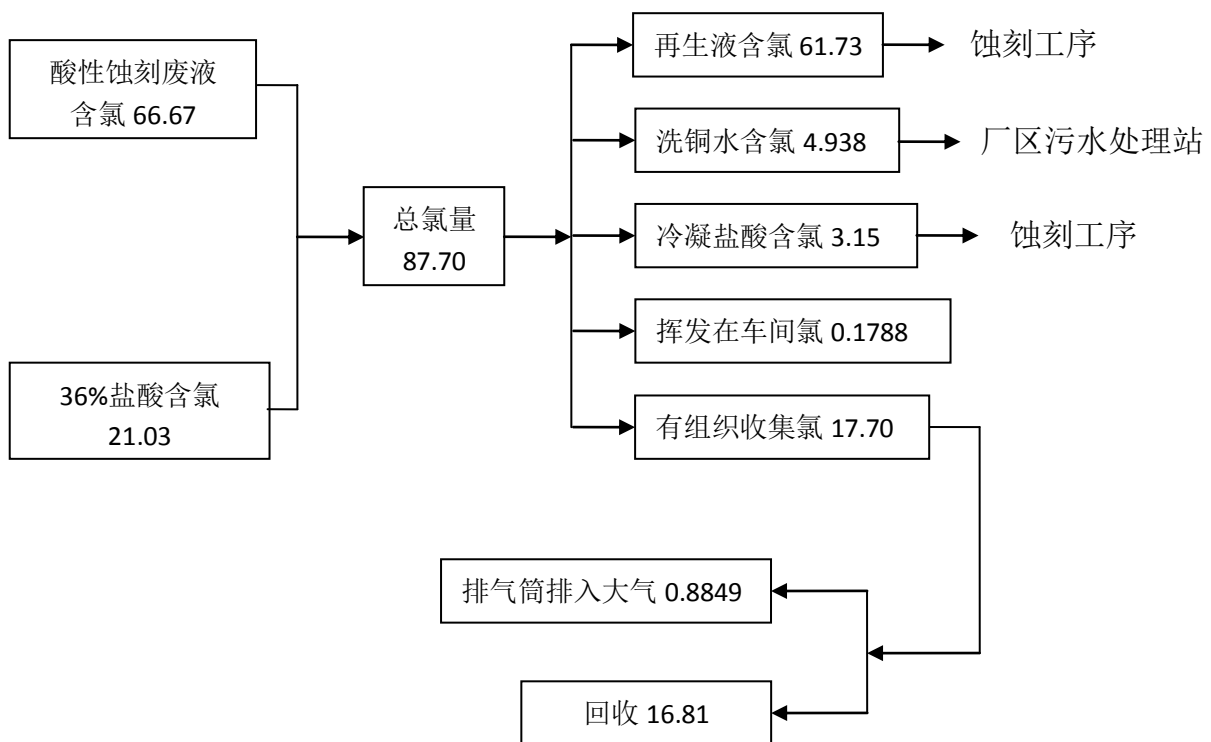 酸性蚀刻废液
含氯 66.67
36%盐酸含氯
21.03
总氯量
87.70
再生液含氯 61.73
蚀刻工序
洗铜水含氯 4.938
厂区污水处理站
冷凝盐酸含氯 3.15
蚀刻工序
挥发在车间氯 0.1788
有组织收集氯 17.70
排气筒排入大气 0.8849
回收 16.81